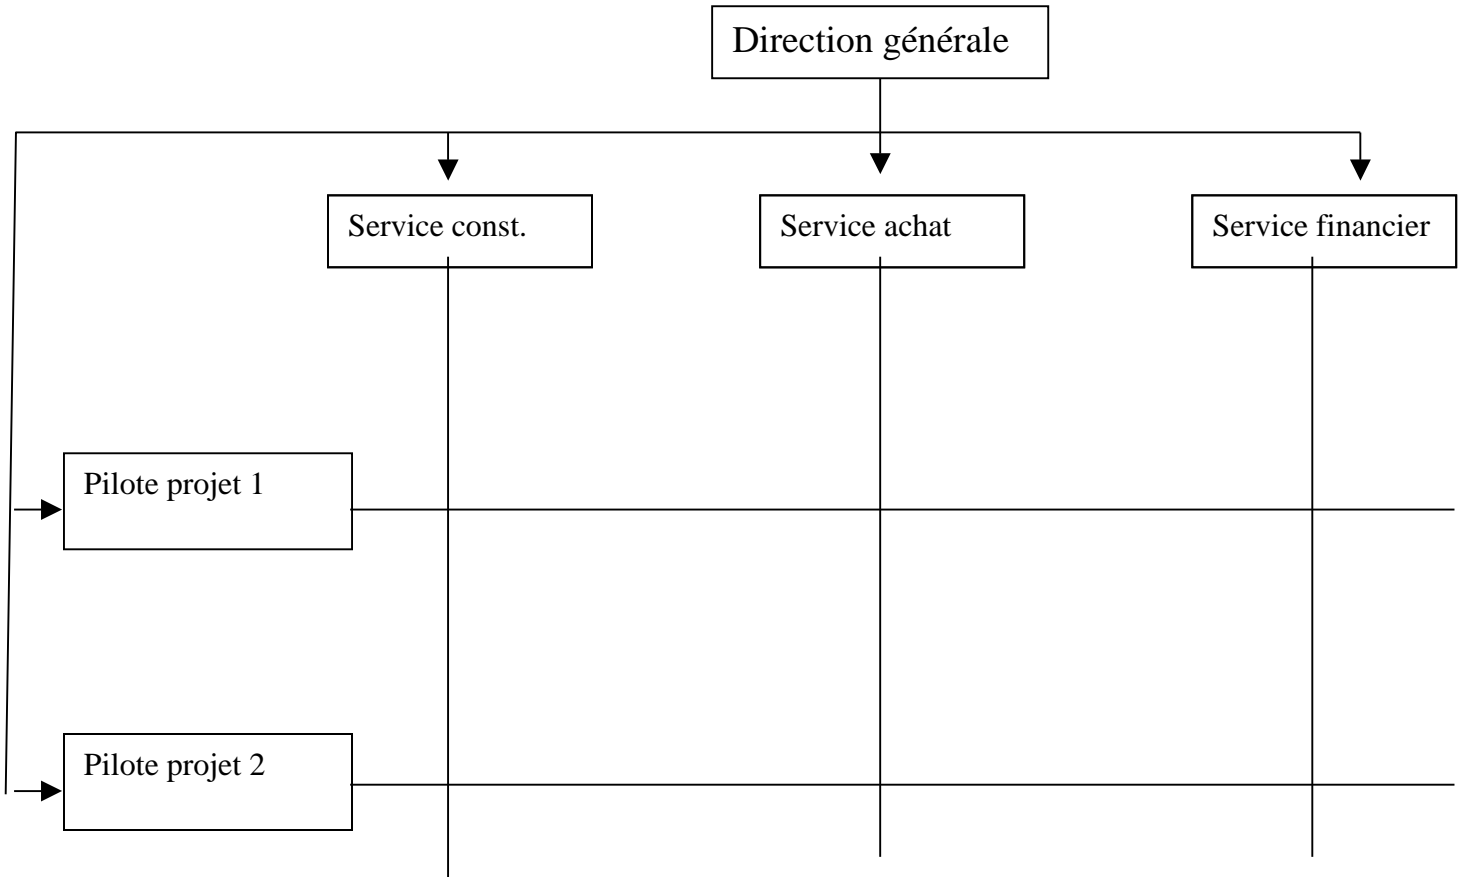 Direction générale
Service const.
Service achat
Service financier
Pilote projet 1
Pilote projet 2